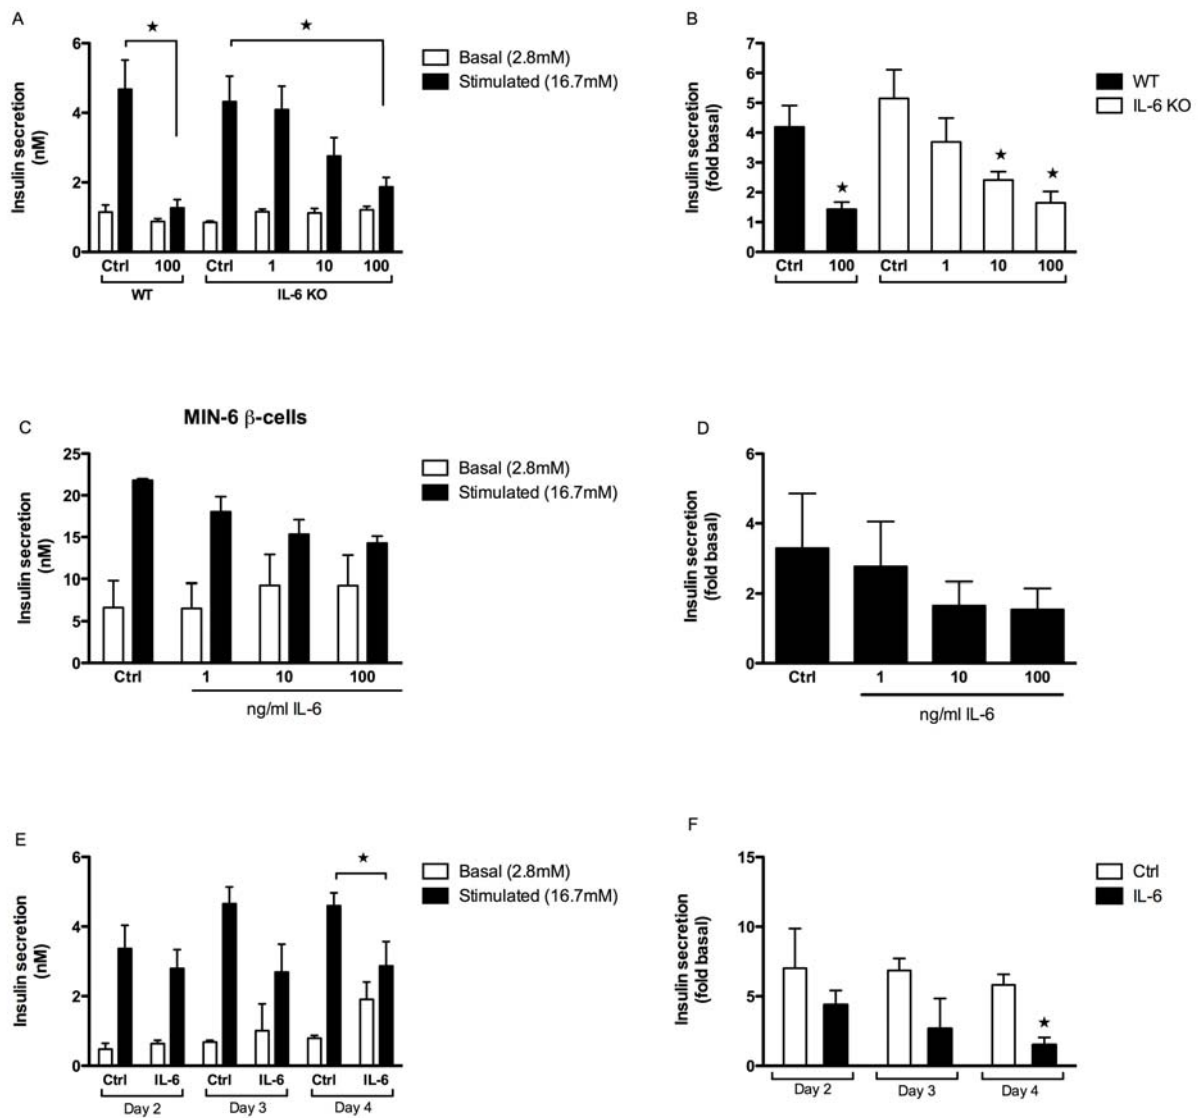 A
Insulin secretion
(nM)
6
4
2
0
★
★
Basal (2.8mM)
Stimulated (16.7mM)
Ctrl 100 Ctrl 1 10 100
WT IL-6 KO
B
Insulin secretion
(fold basal)
7
6
5
4
3
2
1
0
★
★
★
WT
IL-6 KO
Ctrl 100 Ctrl 1 10 100
C
MIN-6 β-cells
Insulin secretion
(nM)
25
20
15
10
5
0
Basal (2.8mM)
Stimulated (16.7mM)
Ctrl 1 10 100
ng/ml IL-6
D
Insulin secretion
(fold basal)
6
4
2
0
Ctrl 1 10 100
ng/ml IL-6
E
Insulin secretion
(nM)
6
4
2
0
★
Basal (2.8mM)
Stimulated (16.7mM)
Ctrl IL-6 Ctrl IL-6 Ctrl IL-6
Day 2 Day 3 Day 4
F
Insulin secretion
(fold basal)
15
10
5
0
★
Ctrl
IL-6
Day 2 Day 3 Day 4